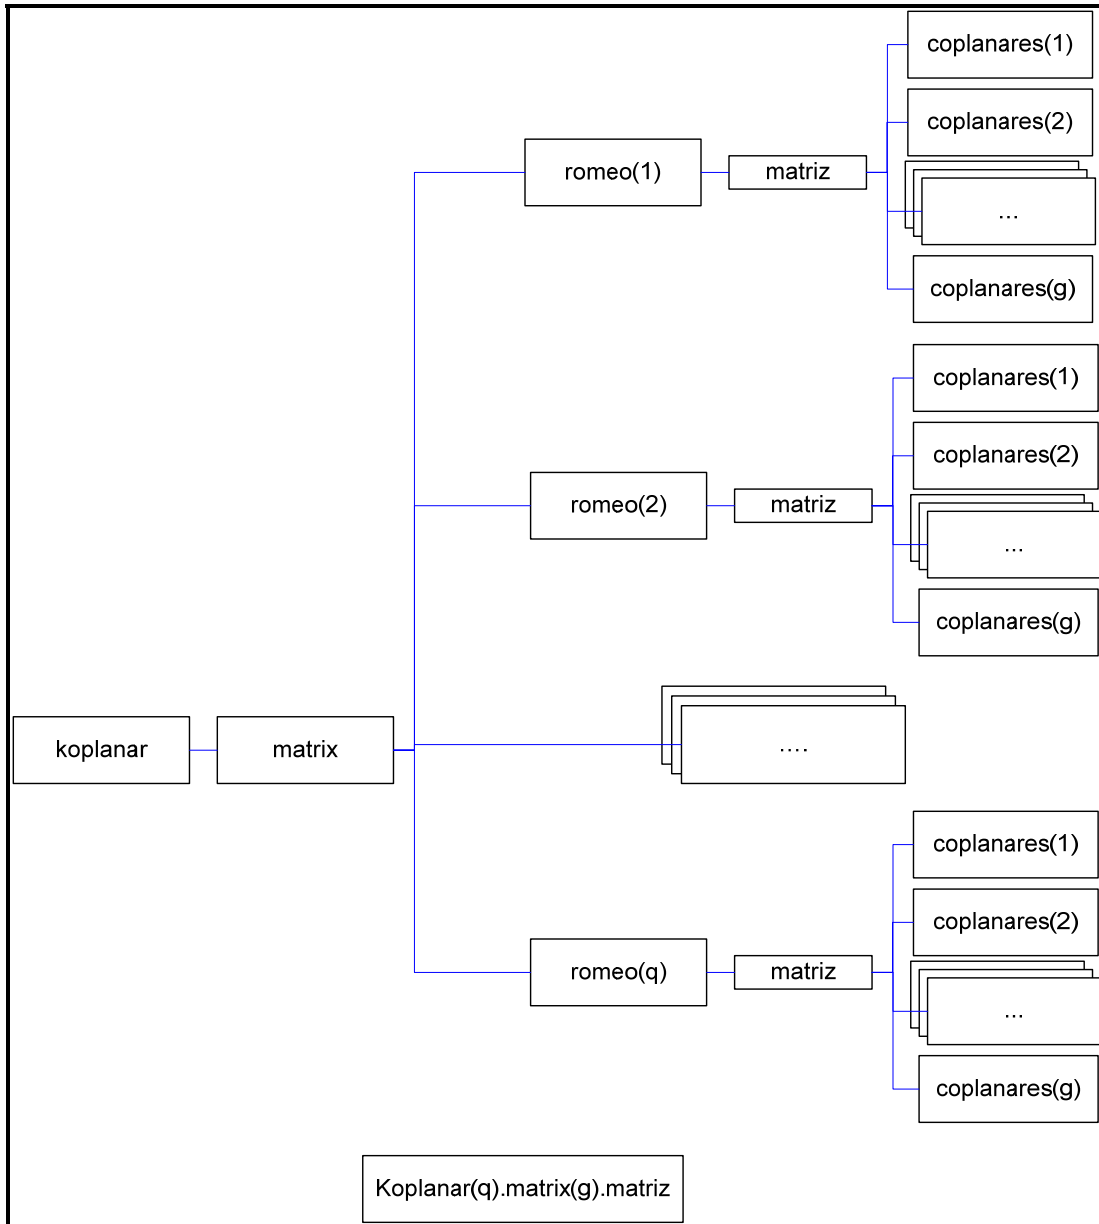 coplanares(1)
coplanares(2)
romeo(1)
matriz
...
coplanares(g)
coplanares(1)
coplanares(2)
romeo(2)
matriz
...
coplanares(g)
koplanar
matrix
....
coplanares(1)
coplanares(2)
romeo(q)
matriz
...
coplanares(g)
Koplanar(q).matrix(g).matriz